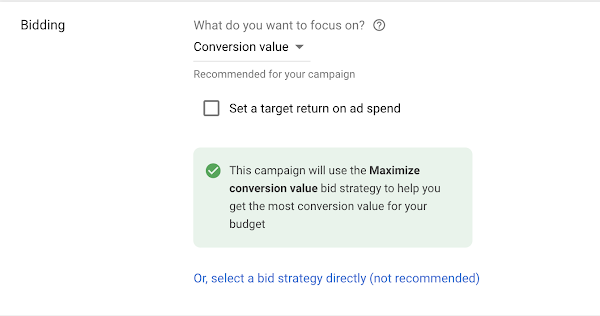 Bidding
What do you want to focus on?
Conversion value
Recommended for your campaign
Set a target return on ad spend
This campaign will use the Maximize
conversion value bid strategy to help you
get the most conversion value for your
budget
Or, select a bid strategy directly (not recommended)